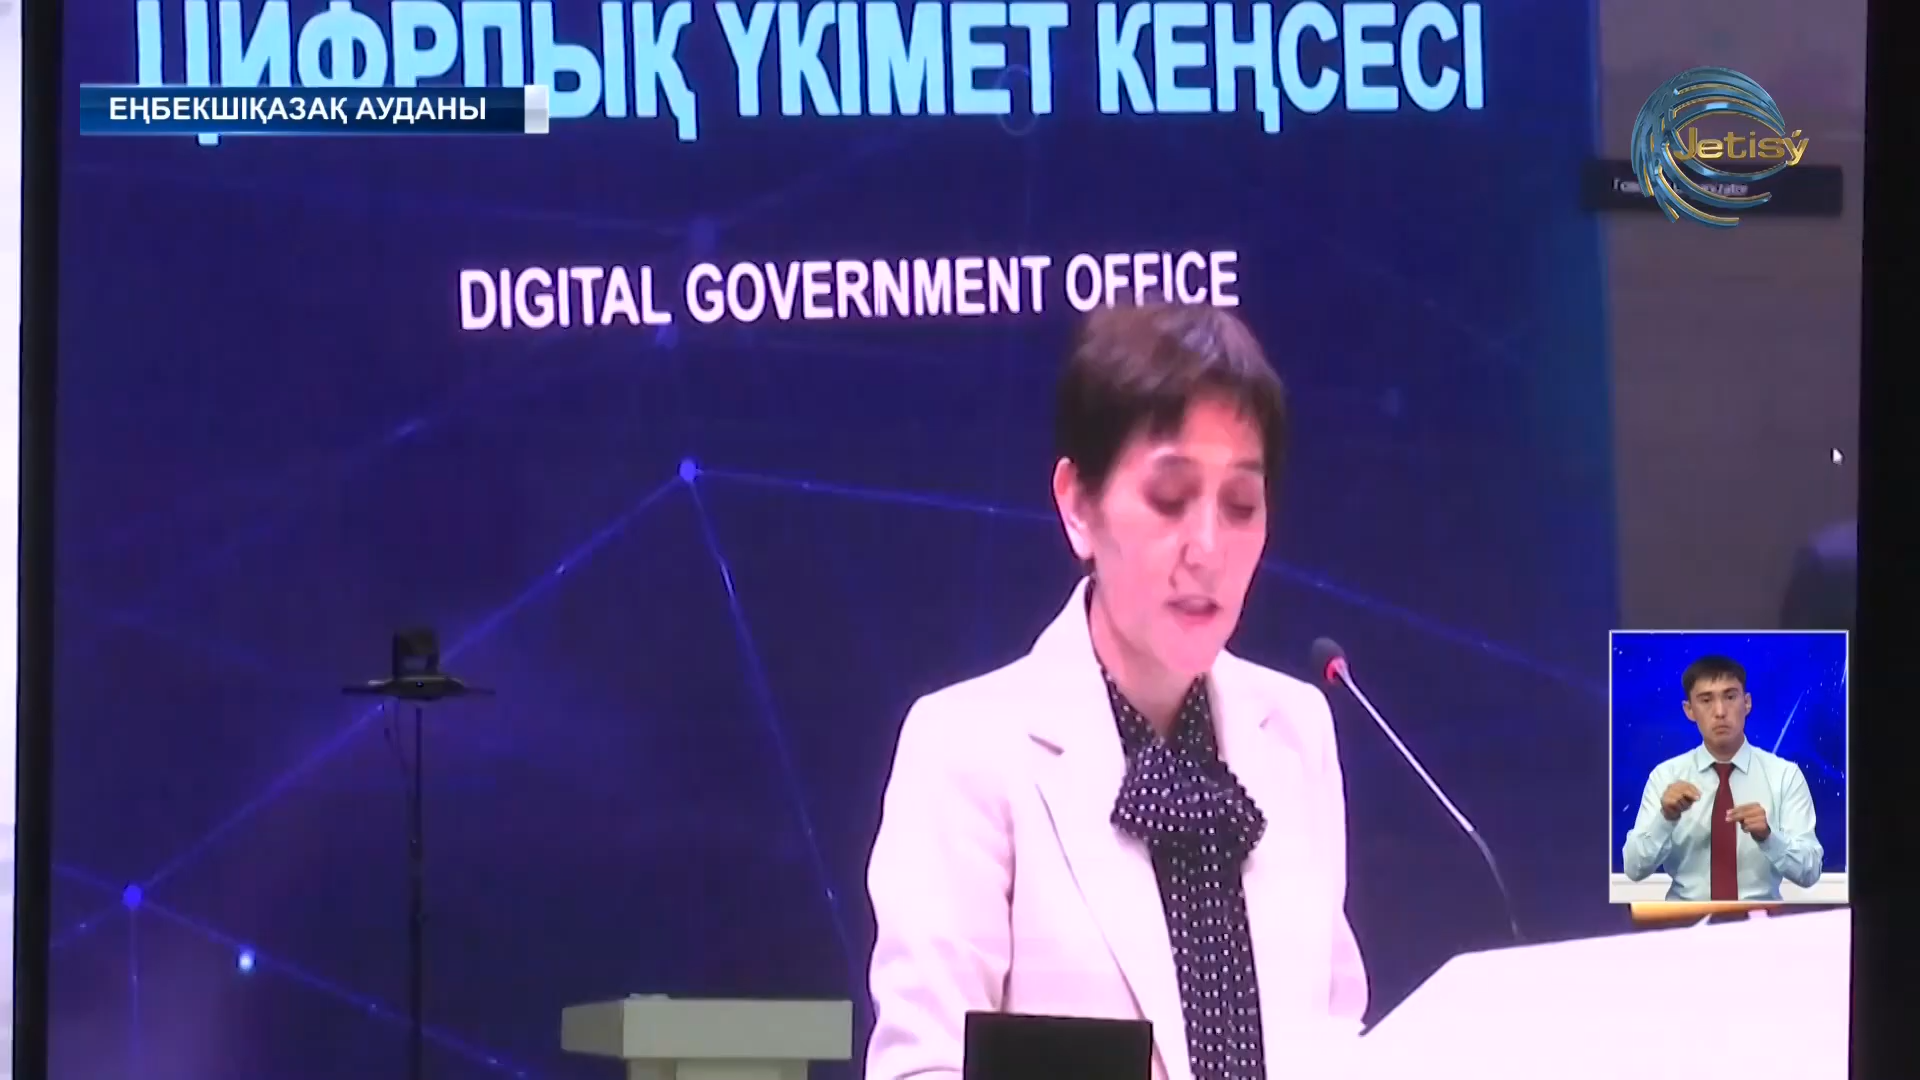 ЦИФРЛЫҚ ҮКІМЕТ КЕҢСЕСІ
ЕҢБЕКШІҚАЗАҚ АУДАНЫ
Jetisý
DIGITAL GOVERNMENT OFFICE